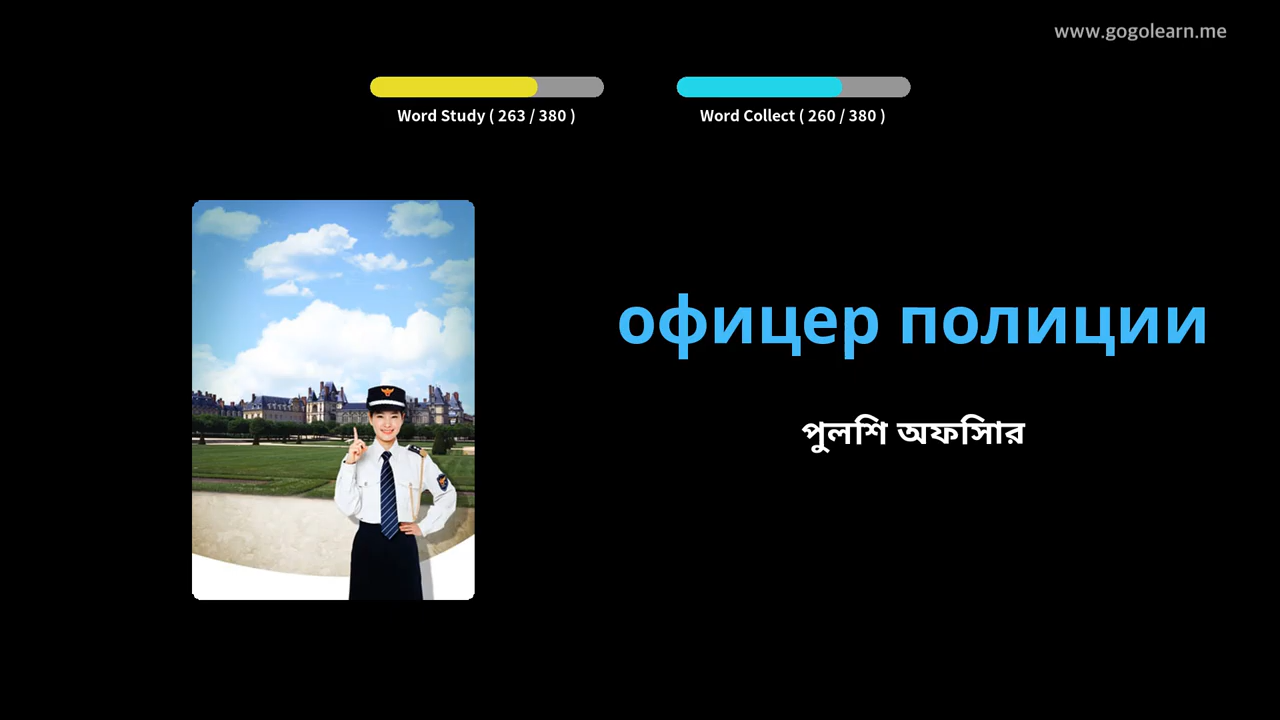 www.gogolearn.me
Word Study ( 263 / 380 )
Word Collect ( 260 / 380 )
офицер полиции
পুলিশ অফিসার